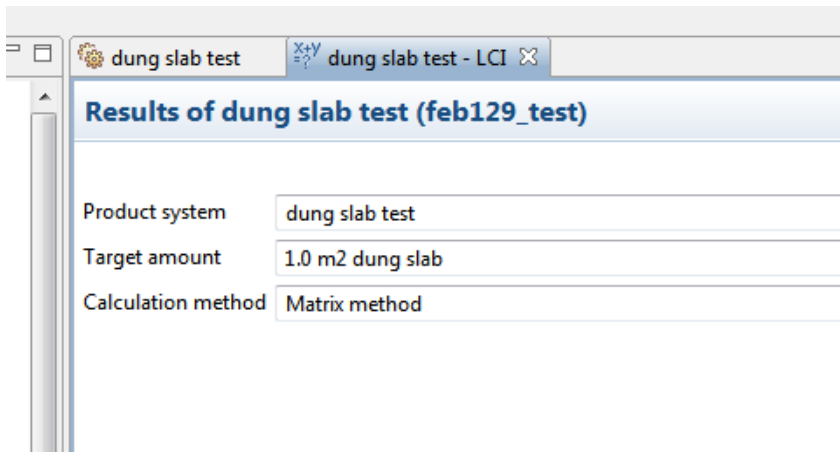 dung slab test
X+Y =? dung slab test - LCI
Results of dung slab test (feb129_test)
Product system dung slab test
Target amount 1.0 m2 dung slab
Calculation method Matrix method